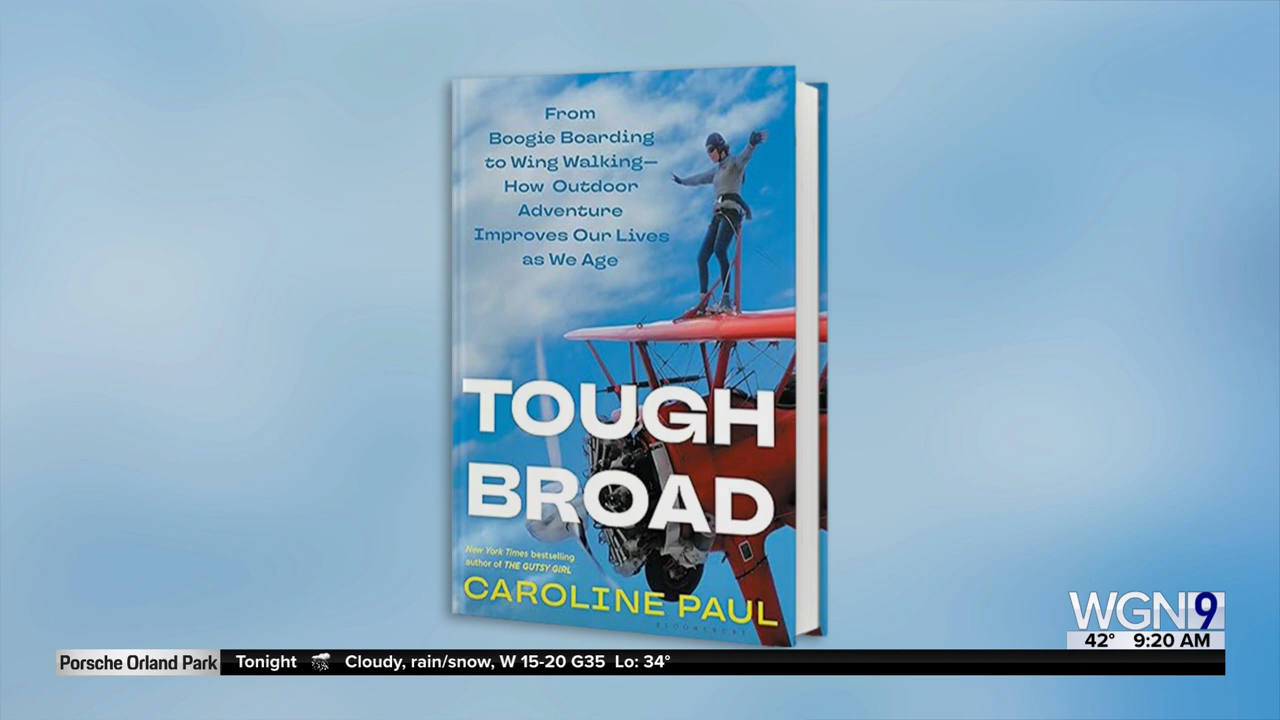 From
Boogie Boarding
to Wing Walking—
How Outdoor
Adventure
Improves Our Lives
as We Age
TOUGH
BROAD
New York Times bestselling
author of THE GUTSY GIRL
CAROLINE PAUL
BLOOMSBURY
WGN9
42° 9:20 AM
Porsche Orland Park Tonight Cloudy, rain/snow, W 15-20 G35 Lo: 34°